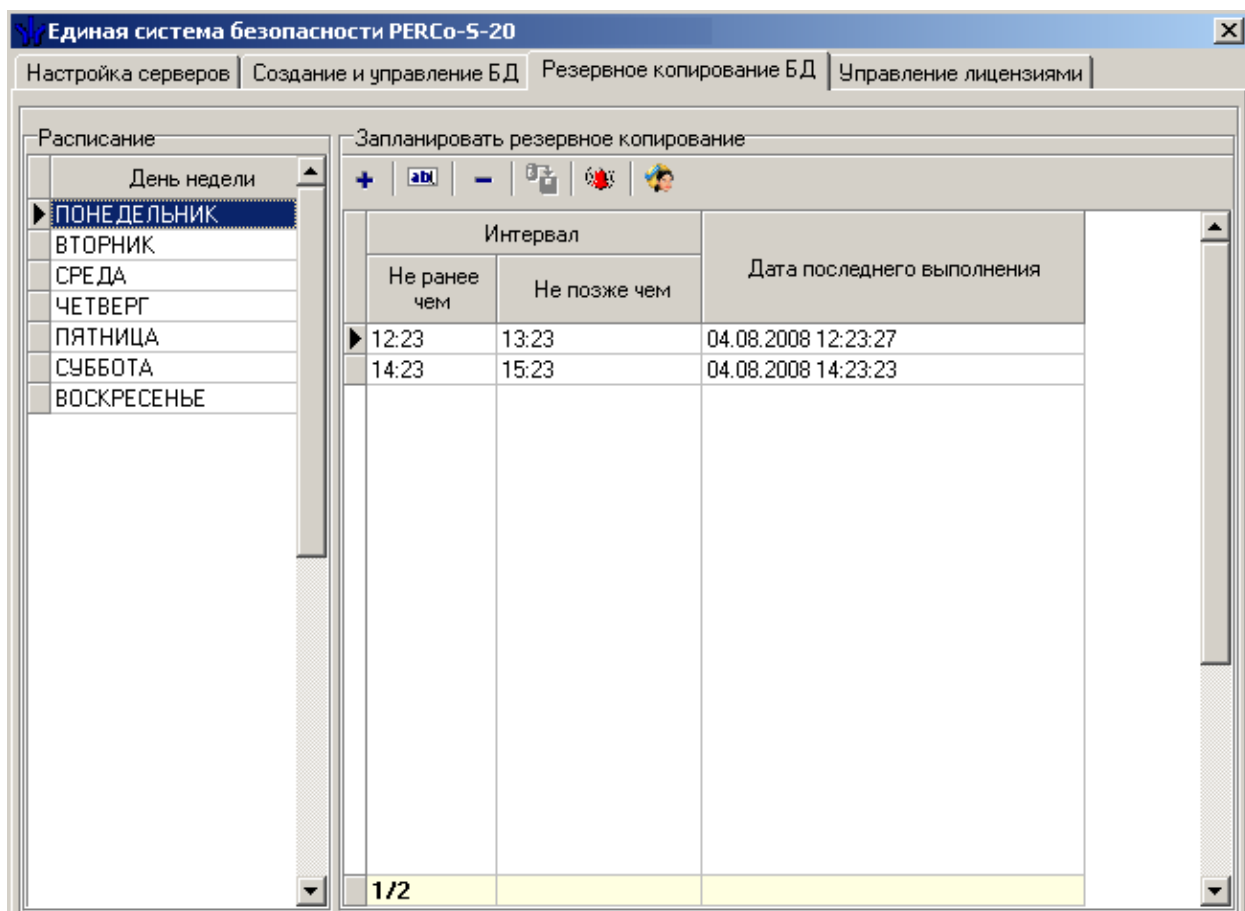 Единая система безопасности PERCo-S-20
Настройка серверов Создание и управление БД Резервное копирование БД Управление лицензиями
Расписание
День недели
ПОНЕДЕЛЬНИК
ВТОРНИК
СРЕДА
ЧЕТВЕРГ
ПЯТНИЦА
СУББОТА
ВОСКРЕСЕНЬЕ
Запланировать резервное копирование
ab
Интервал
Не ранее
чем
Не позже чем
Дата последнего выполнения
12:23 13:23 04.08.2008 12:23:27
14:23 15:23 04.08.2008 14:23:23
1/2